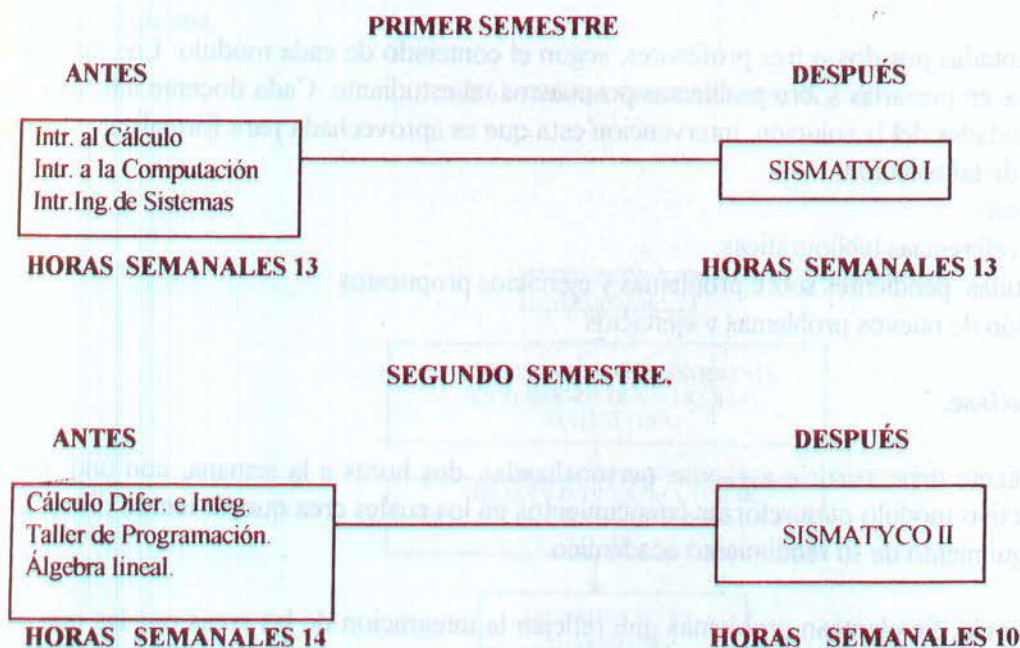 PRIMER SEMESTRE
ANTES
DESPUÉS
Intr. al Cálculo
Intr. a la Computación
Intr.Ing.de Sistemas
SISMATYCO I
HORAS SEMANALES 13
HORAS SEMANALES 13
SEGUNDO SEMESTRE.
ANTES
DESPUÉS
Cálculo Difer. e Integ.
Taller de Programación.
Álgebra lineal.
SISMATYCO II
HORAS SEMANALES 14
HORAS SEMANALES 10